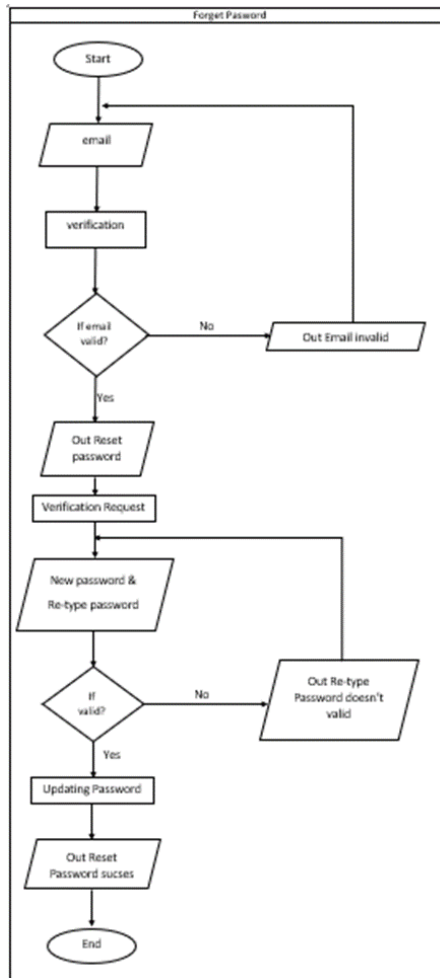 Forget Pasword
Start
email
verification
If email
valid?
No
Out Email invalid
Yes
Out Reset
password
Verification Request
New password &
Re-type password
If
valid?
No
Out Re-type
Password doesn't
valid
Yes
Updating Password
Out Reset
Password sucses
End